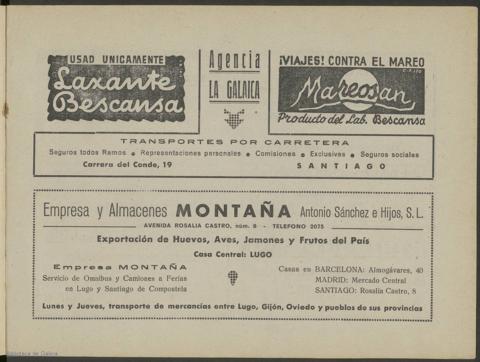 USAD UNICAMENTE
Laxante
Bescansa
Agencia
LA GALAICA
¡VIAJES! CONTRA EL MAREO
Mareosan
Producto del Lab. Bescansa
TRANSPORTES POR CARRETERA
Seguros todos Ramos • Representaciones personales • Comisiones • Exclusivas • Seguros sociales
Carrera del Conde, 19 SANTIAGO
Empresa y Almacenes MONTAÑA Antonio Sánchez e Hijos, S. L.
AVENIDA ROSALIA CASTRO, núm. 8 - TELEFONO 2075
Exportación de Huevos, Aves, Jamones y Frutos del País
Casa Central: LUGO
Empresa MONTAÑA
Servicio de Omnibus y Camiones a Ferias
en Lugo y Santiago de Compostela
Casas en BARCELONA: Almogávares, 40
MADRID: Mercado Central
SANTIAGO: Rosalía Castro, 8
Lunes y Jueves, transporte de mercancías entre Lugo, Gijón, Oviedo y pueblos de sus provincias
Biblioteca de Galicia